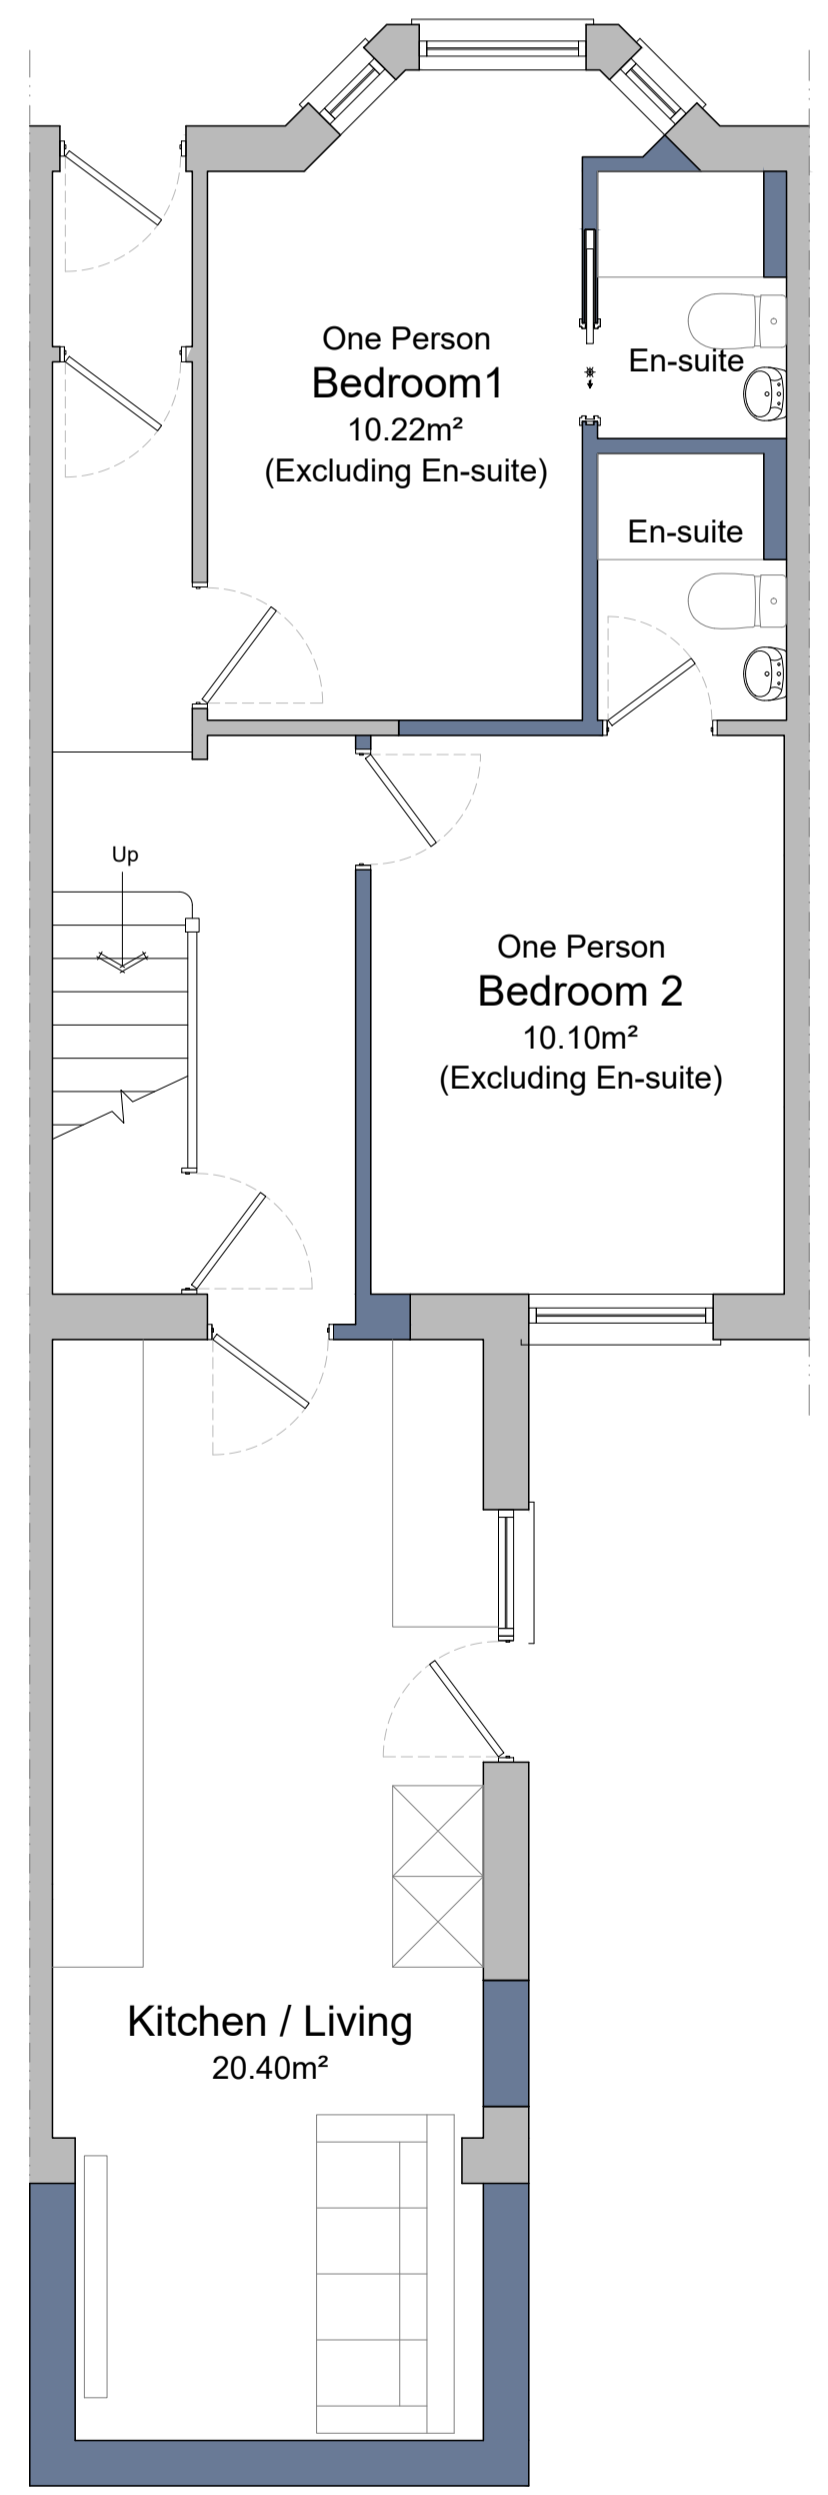 One Person
Bedroom1
10.22m²
(Excluding En-suite)
En-suite
En-suite
Up
One Person
Bedroom 2
10.10m²
(Excluding En-suite)
Kitchen / Living
20.40m²